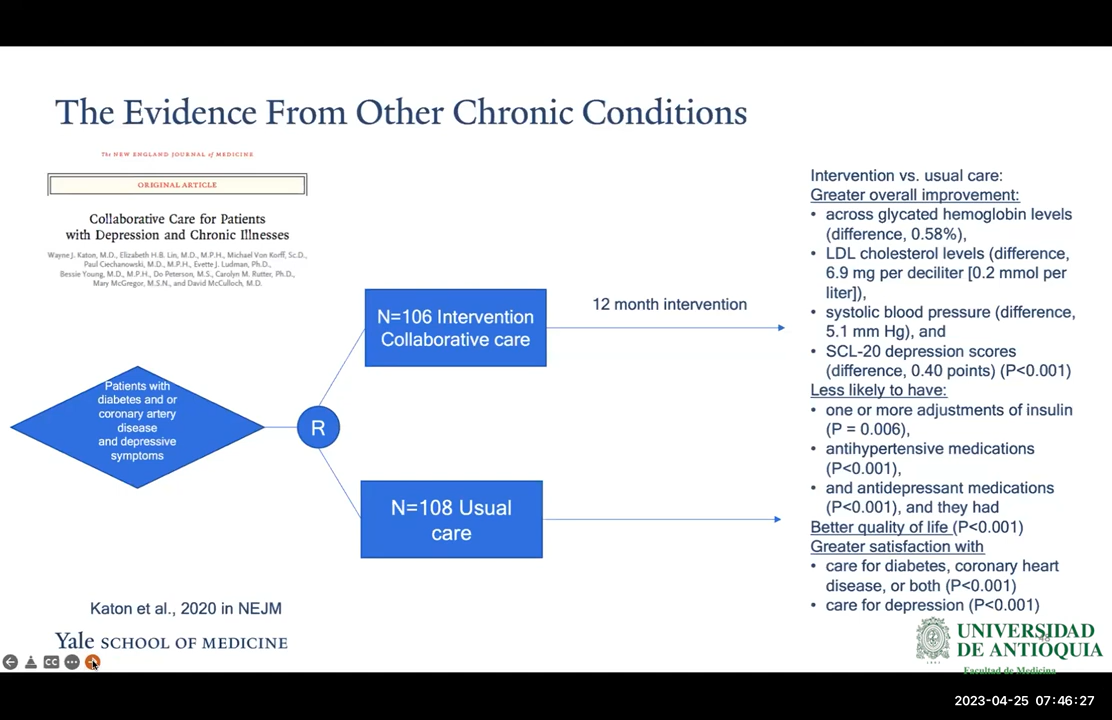 The Evidence From Other Chronic Conditions
The NEW ENGLAND JOURNAL of MEDICINE
ORIGINAL ARTICLE
Collaborative Care for Patients
with Depression and Chronic Illnesses
Wayne J. Katon, M.D., Elizabeth H.B. Lin, M.D., M.P.H., Michael Von Korff, Sc.D.,
Paul Ciechanowski, M.D., M.P.H., Evette J. Ludman, Ph.D.,
Bessie Young, M.D., M.P.H., Do Peterson, M.S., Carolyn M. Rutter, Ph.D.,
Mary McGregor, M.S.N., and David McCulloch, M.D.
Patients with
diabetes and or
coronary artery
disease
and depressive
symptoms
R
N=106 Intervention
Collaborative care
12 month intervention
N=108 Usual
care
Intervention vs. usual care:
Greater overall improvement:
• across glycated hemoglobin levels
(difference, 0.58%),
• LDL cholesterol levels (difference,
6.9 mg per deciliter [0.2 mmol per
liter]),
• systolic blood pressure (difference,
5.1 mm Hg), and
• SCL-20 depression scores
(difference, 0.40 points) (P<0.001)
Less likely to have:
• one or more adjustments of insulin
(P = 0.006),
• antihypertensive medications
(P<0.001),
• and antidepressant medications
(P<0.001), and they had
Better quality of life (P<0.001)
Greater satisfaction with
• care for diabetes, coronary heart
disease, or both (P<0.001)
• care for depression (P<0.001)
Katon et al., 2020 in NEJM
Yale SCHOOL OF MEDICINE
CC
UNIVERSIDAD
DE ANTIOQUIA
Facultad de Medicina
2023-04-25 07:46:27